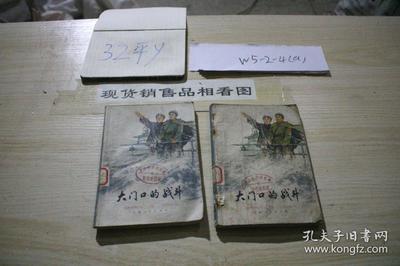 32平y
W5-2-4(a)
现货销售品相看图
大门口的战斗
大门口的战斗
孔夫子旧书网
www.kongfz.com